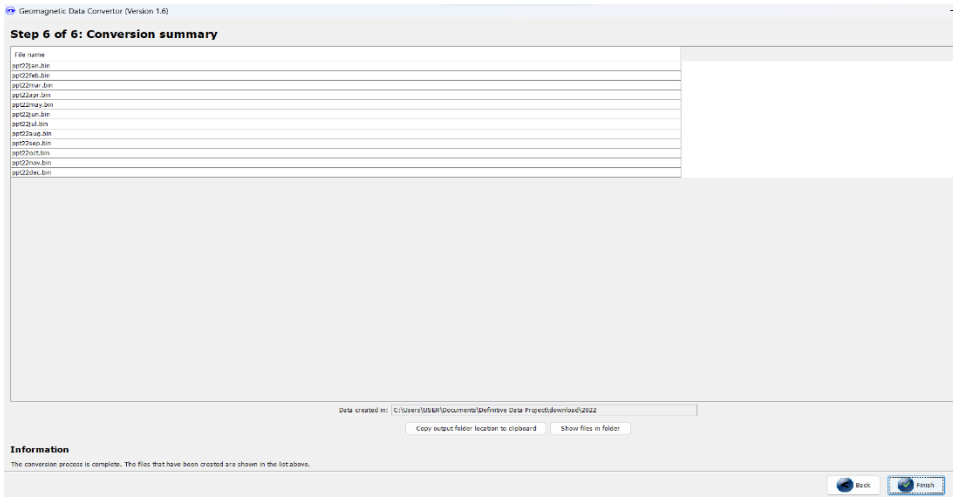 Geomagnetic Data Convertor (Version 1.6)
Step 6 of 6: Conversion summary
File name
ppt22jan.bin
ppt22feb.bin
ppt22mar.bin
ppt22apr.bin
ppt22may.bin
ppt22jun.bin
ppt22jul.bin
ppt22aug.bin
ppt22sep.bin
ppt22oct.bin
ppt22nov.bin
ppt22dec.bin
Data created in: C:\Users\USER\Documents\Definitive Data Project\download\2022
Copy output folder location to clipboard Show files in folder
Information
The conversion process is complete. The files that have been created are shown in the list above.
Back Finish